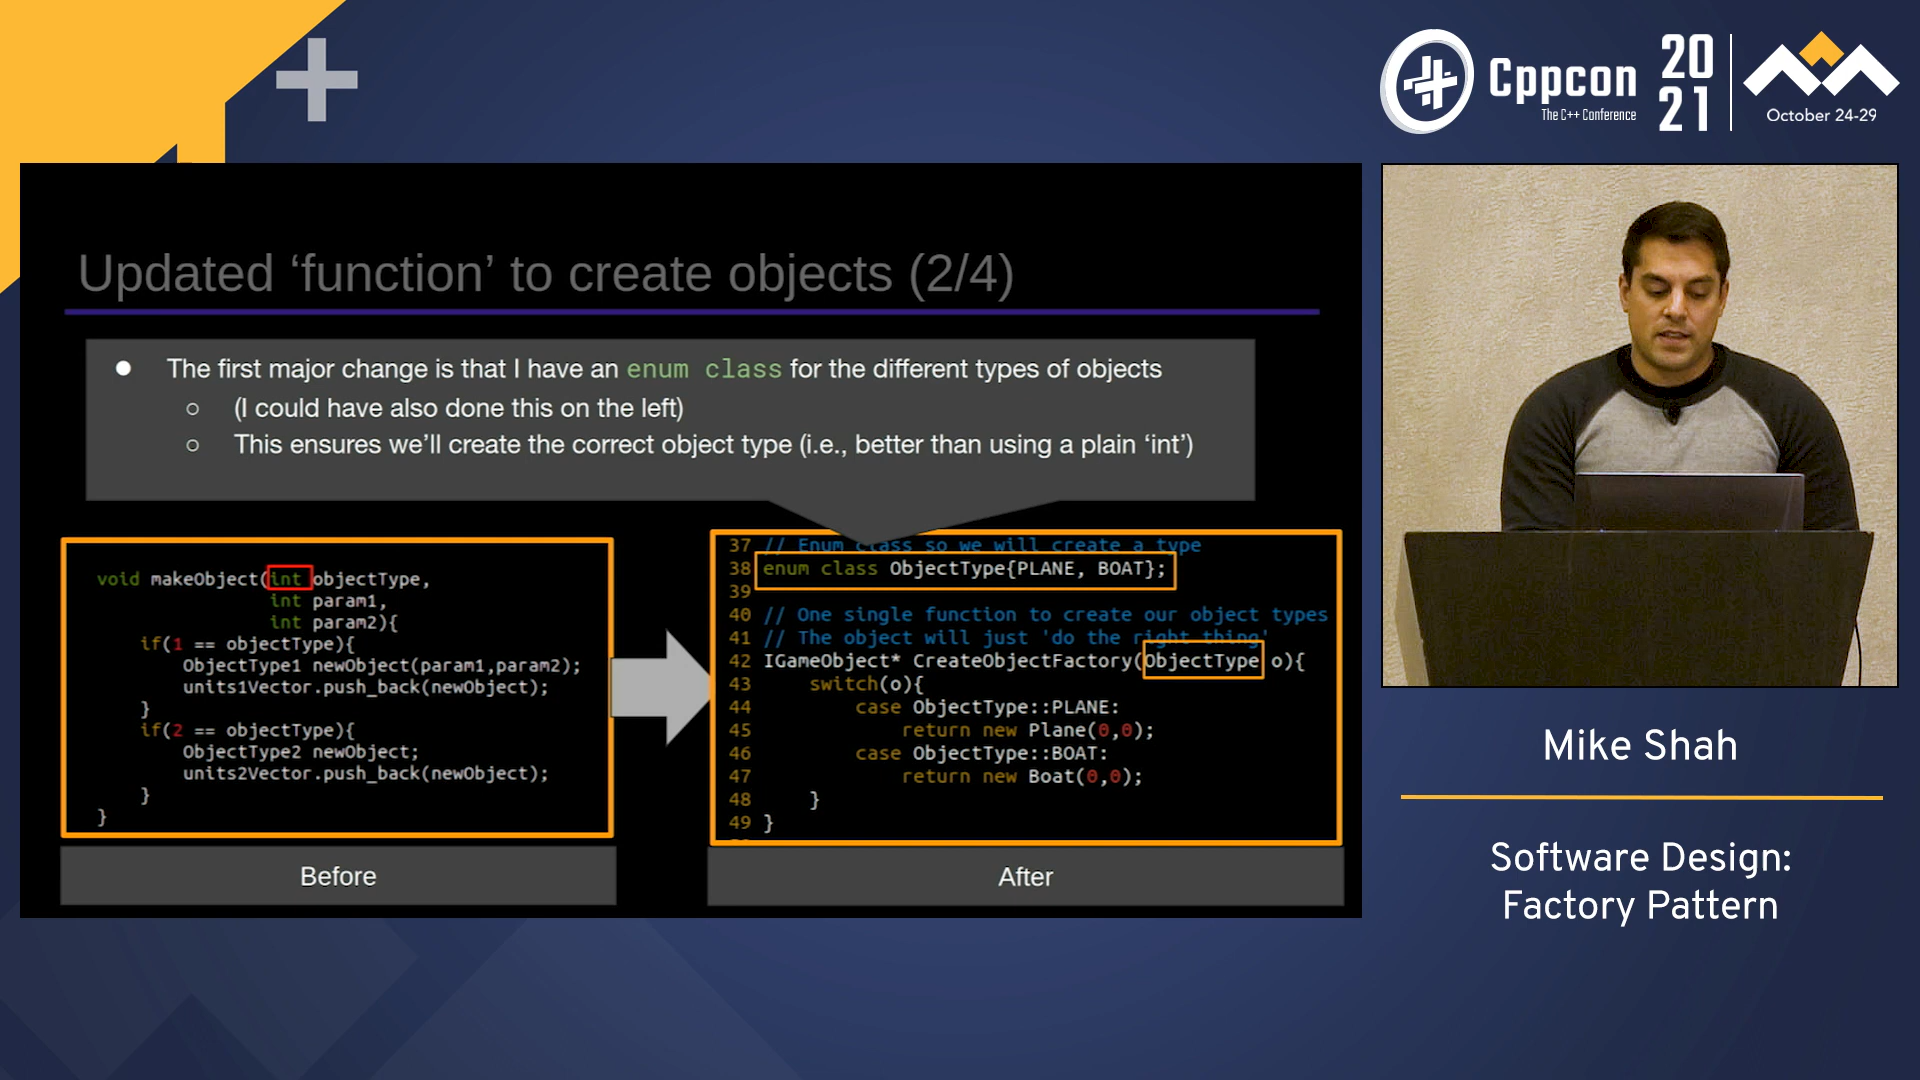 Cppcon
The C++ Conference
20
21
October 24-29
Updated ‘function’ to create objects (2/4)
● The first major change is that I have an enum class for the different types of objects
○ (I could have also done this on the left)
○ This ensures we’ll create the correct object type (i.e., better than using a plain ‘int’)
void makeObject(int objectType,
int param1,
int param2){
if(1 == objectType){
ObjectType1 newObject(param1,param2);
units1Vector.push_back(newObject);
}
if(2 == objectType){
ObjectType2 newObject;
units2Vector.push_back(newObject);
}
}
Before
37 // Enum class so we will create a type
38 enum class ObjectType{PLANE, BOAT};
39
40 // One single function to create our object types
41 // The object will just 'do the right thing'
42 IGameObject* CreateObjectFactory(ObjectType o){
43 switch(o){
44 case ObjectType::PLANE:
45 return new Plane(0,0);
46 case ObjectType::BOAT:
47 return new Boat(0,0);
48 }
49 }
After
Mike Shah
Software Design:
Factory Pattern